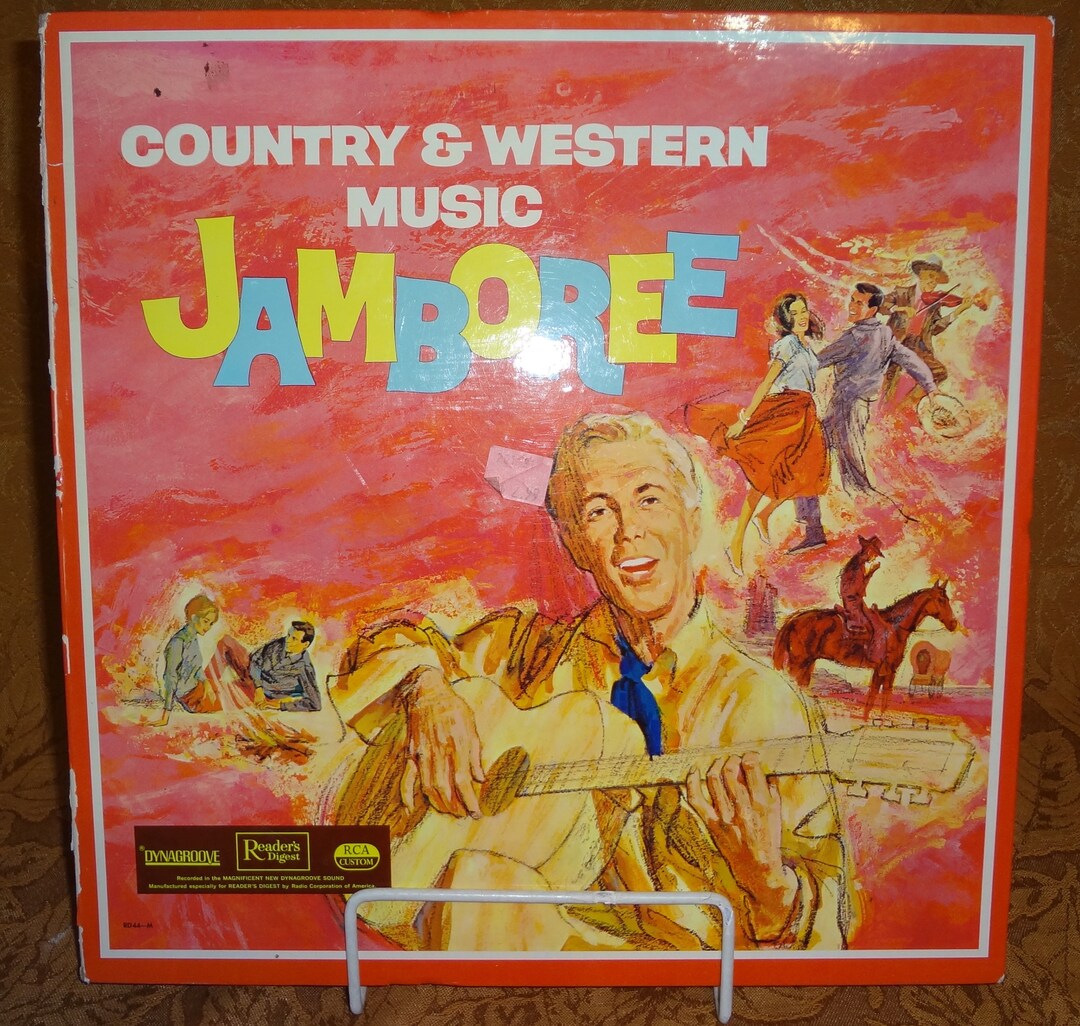 COUNTRY & WESTERN
MUSIC
JAMBOREE
DYNAGROOVE
Reader's
Digest
RCA
CUSTOM
Recorded in the MAGNIFICENT NEW DYNAGROOVE SOUND
Manufactured especially for READER'S DIGEST by Radio Corporation of America